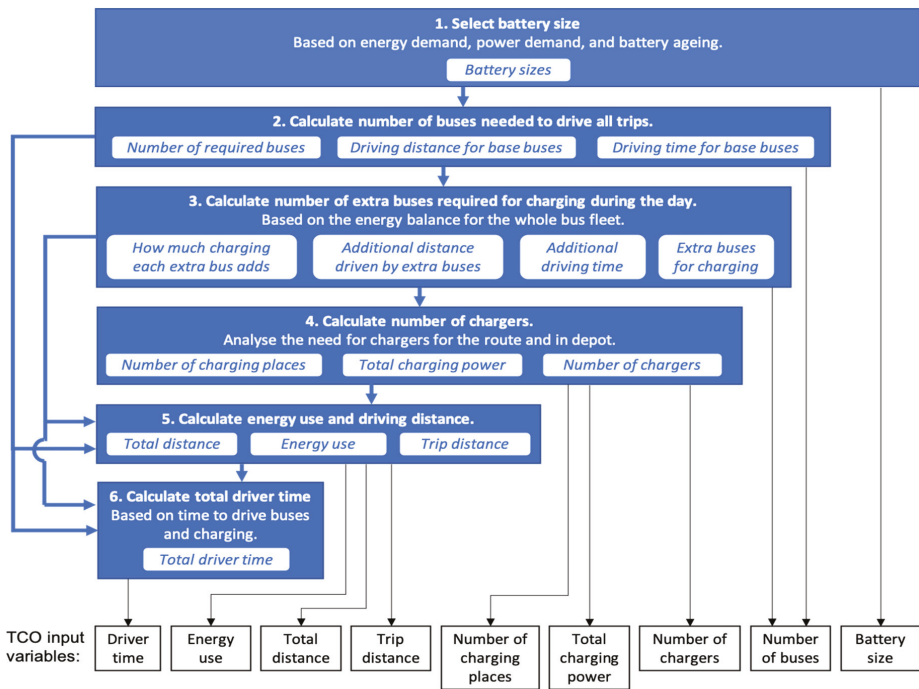 1. Select battery size
Based on energy demand, power demand, and battery ageing.
Battery sizes
2. Calculate number of buses needed to drive all trips.
Number of required buses
Driving distance for base buses
Driving time for base buses
3. Calculate number of extra buses required for charging during the day.
Based on the energy balance for the whole bus fleet.
How much charging
each extra bus adds
Additional distance
driven by extra buses
Additional
driving time
Extra buses
for charging
4. Calculate number of chargers.
Analyse the need for chargers for the route and in depot.
Number of charging places
Total charging power
Number of chargers
5. Calculate energy use and driving distance.
Total distance
Energy use
Trip distance
6. Calculate total driver time
Based on time to drive buses
and charging.
Total driver time
TCO input
variables:
Driver
time
Energy
use
Total
distance
Trip
distance
Number of
charging
places
Total
charging
power
Number of
chargers
Number
of buses
Battery
size